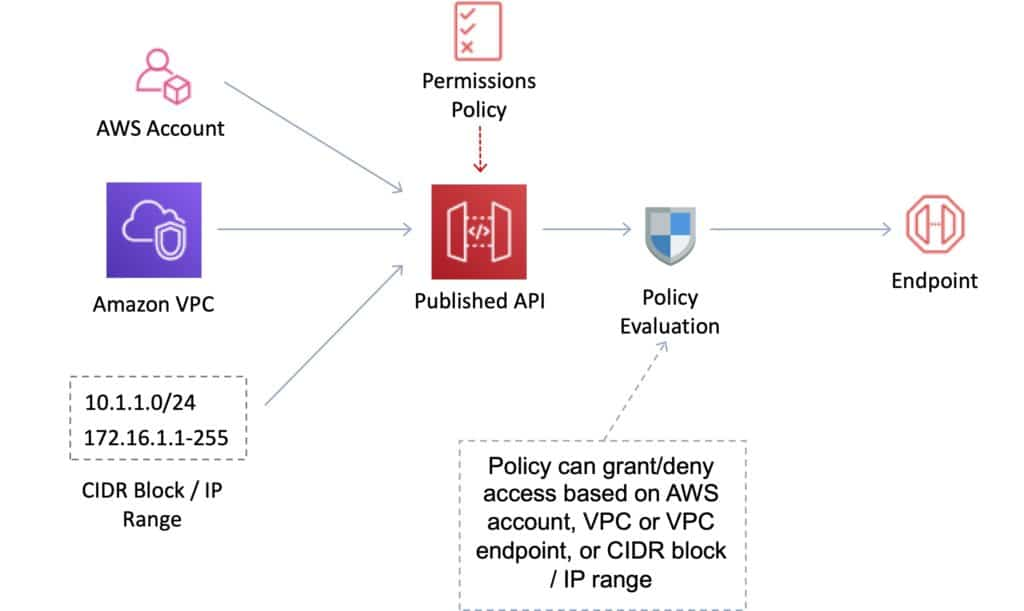 Permissions
Policy
AWS Account
</>
Published API
Amazon VPC
Policy
Evaluation
Endpoint
10.1.1.0/24
172.16.1.1-255
CIDR Block / IP
Range
Policy can grant/deny
access based on AWS
account, VPC or VPC
endpoint, or CIDR block
/ IP range